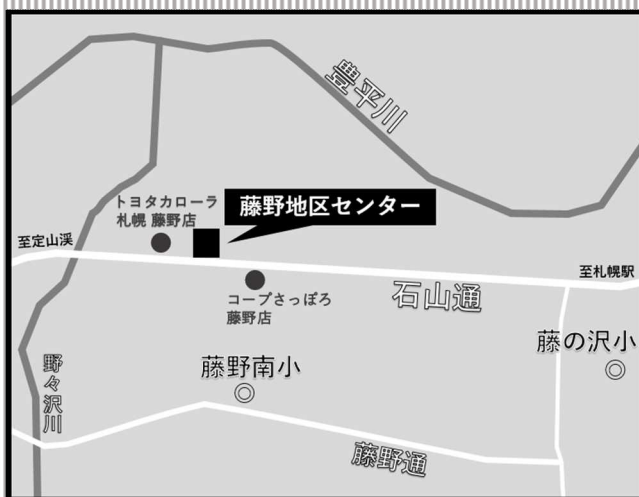 豊平川
トヨタカローラ
札幌 藤野店
藤野地区センター
至定山渓
至札幌駅
コープさっぽろ
藤野店
石山通
藤の沢小
藤野南小
野々沢川
藤野通